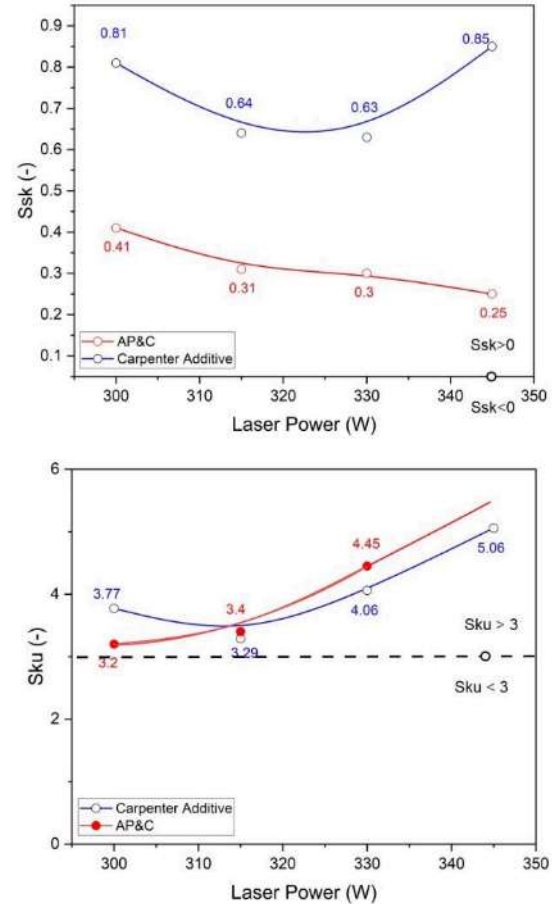 0.9
0.81
0.85
0.8
0.7
0.64
0.63
0.6
Ssk (-)
0.5
0.4
0.41
0.3
0.31
0.3
0.25
0.2
AP&C
Ssk>0
0.1
Carpenter Additive
Ssk<0
300 310 320 330 340 350
Laser Power (W)
6
4.45
5.06
4
3.77
3.4
4.06
Sku (-)
3.29
3.2
Sku > 3
Sku < 3
2
Carpenter Additive
AP&C
0
300 310 320 330 340 350
Laser Power (W)